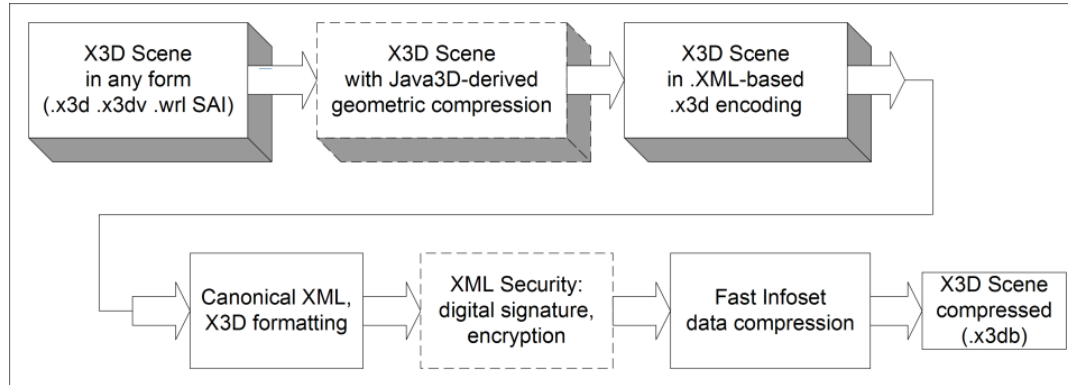 X3D Scene
in any form
(.x3d .x3dv .wrl SAI)
X3D Scene
with Java3D-derived
geometric compression
X3D Scene
in .XML-based
.x3d encoding
Canonical XML,
X3D formatting
XML Security:
digital signature,
encryption
Fast Infoset
data compression
X3D Scene
compressed
(.x3db)